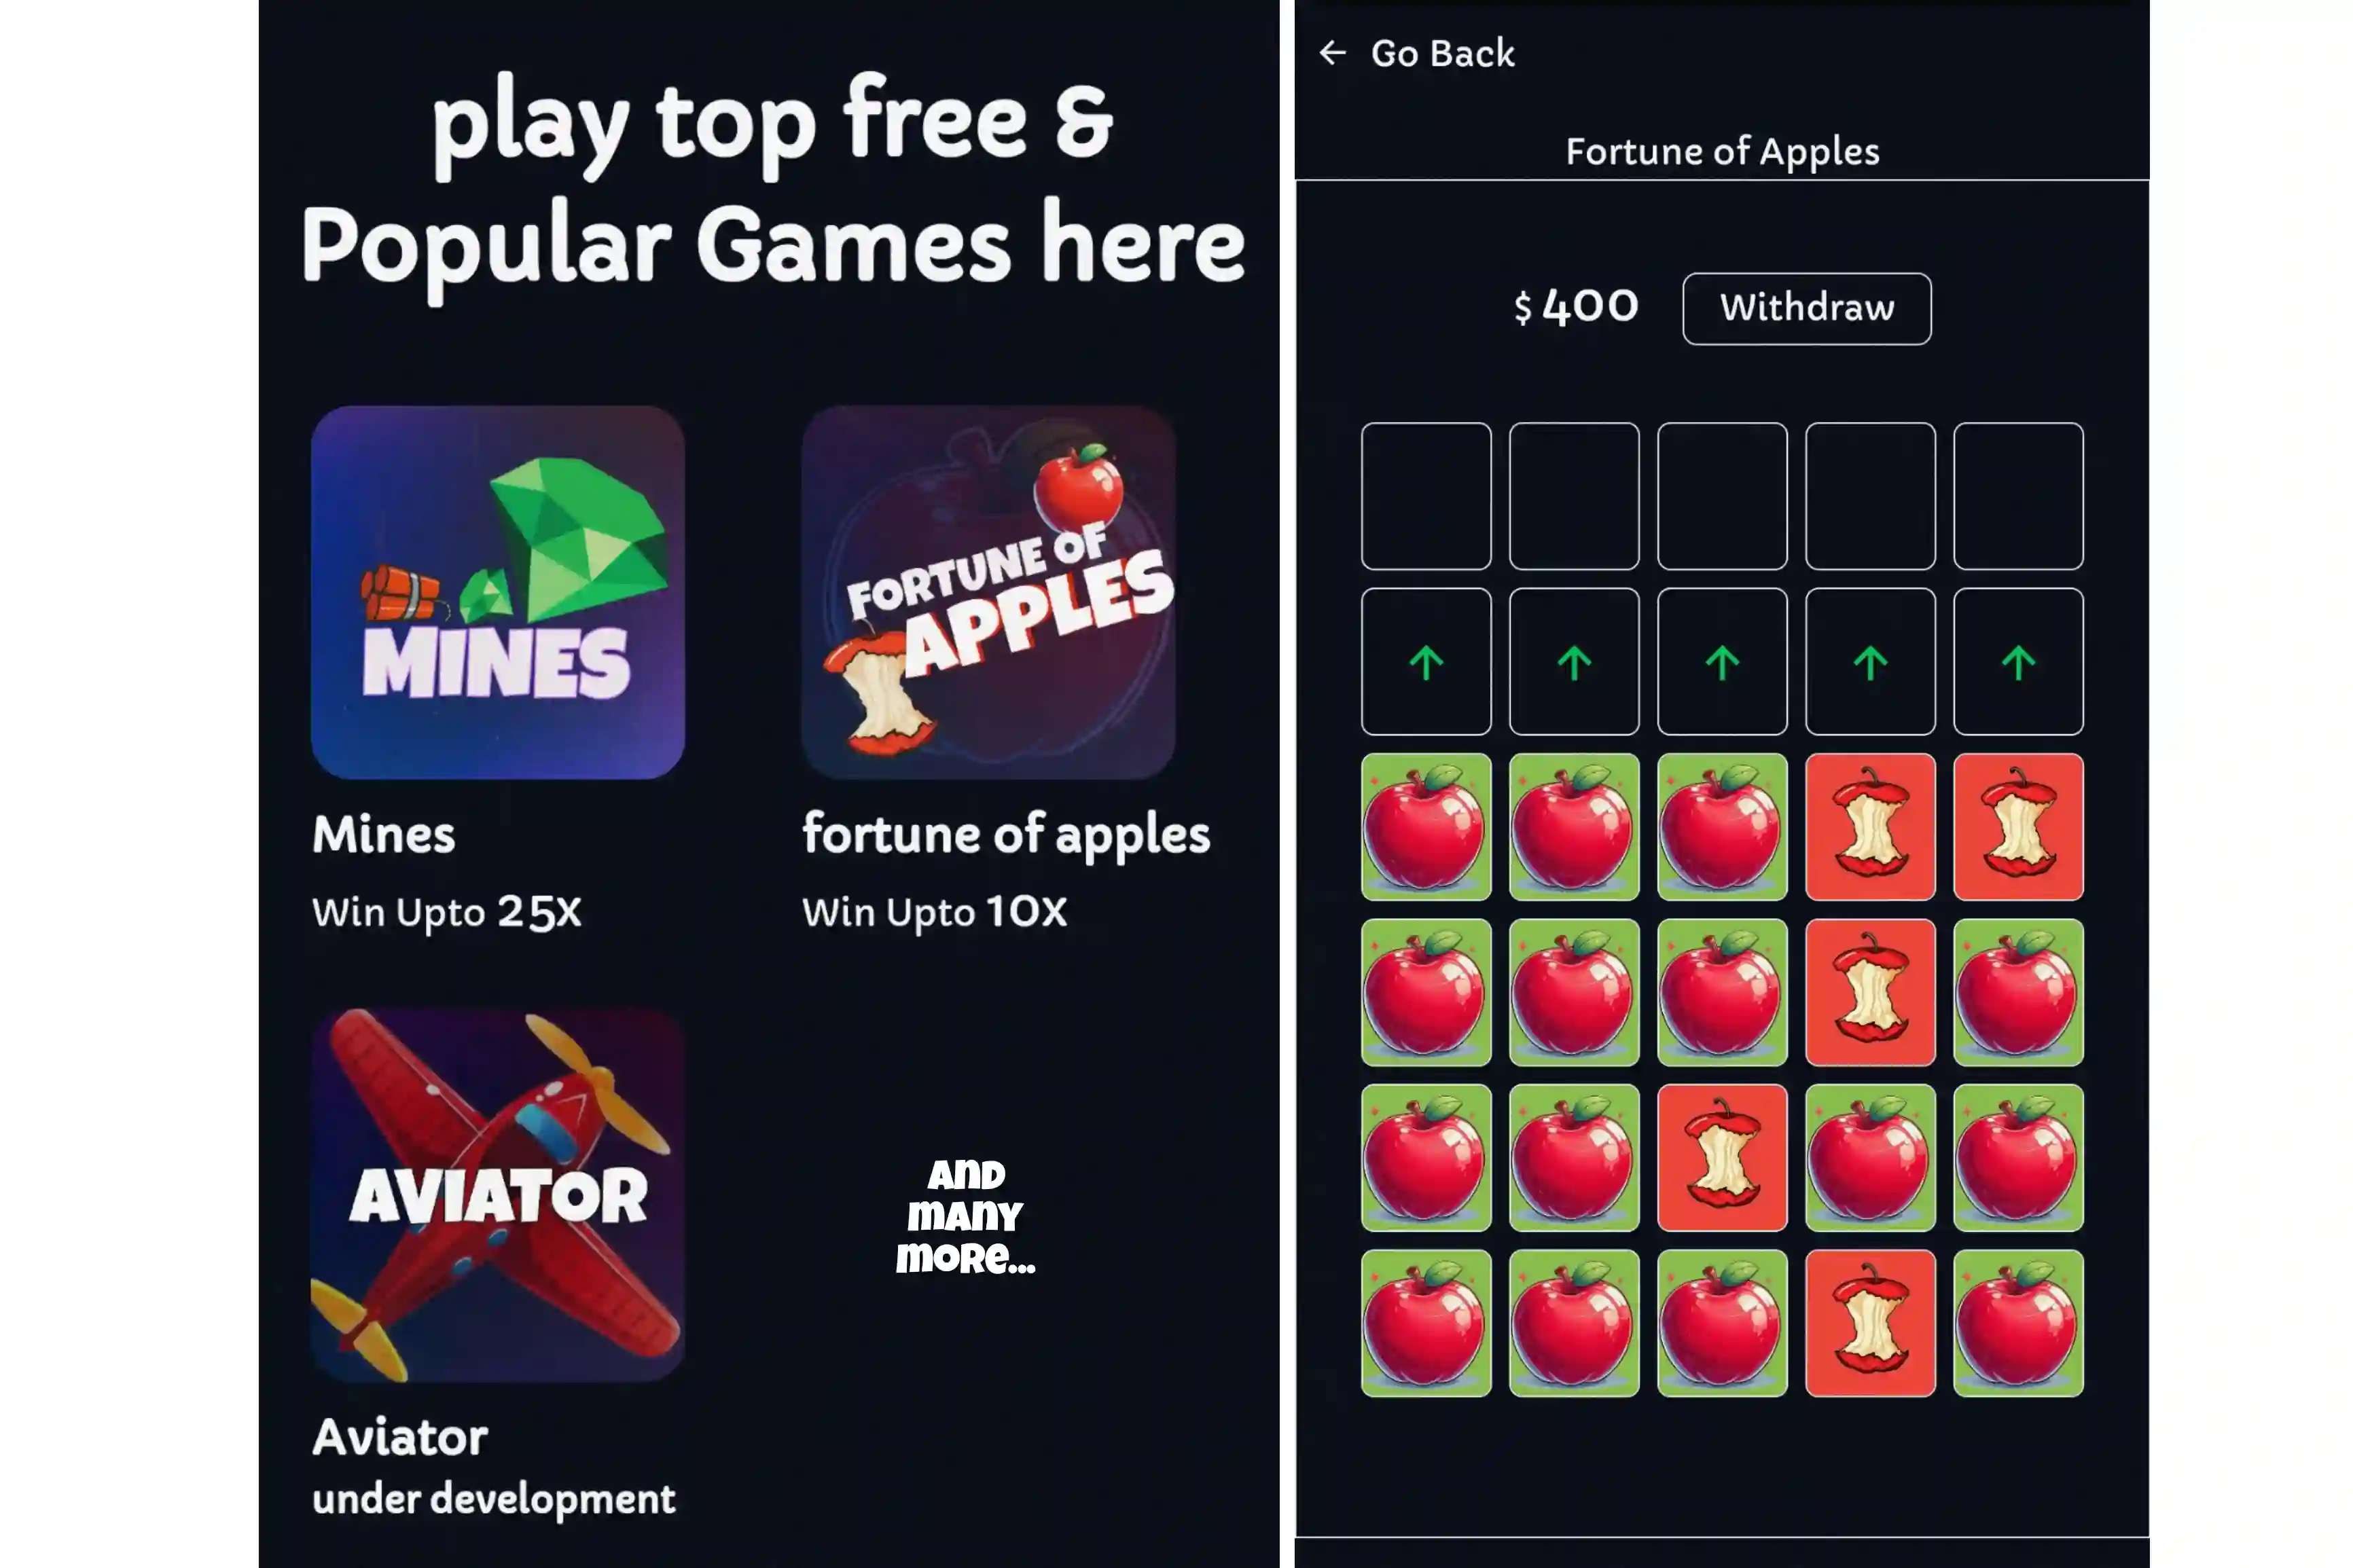 play top free &
Popular Games here
MINES
Mines
Win Upto 25X
FORTUNE OF
APPLES
fortune of apples
Win Upto 10X
AVIATOR
Aviator
under development
AND
MANY
MORE...
← Go Back
Fortune of Apples
$ 400
Withdraw